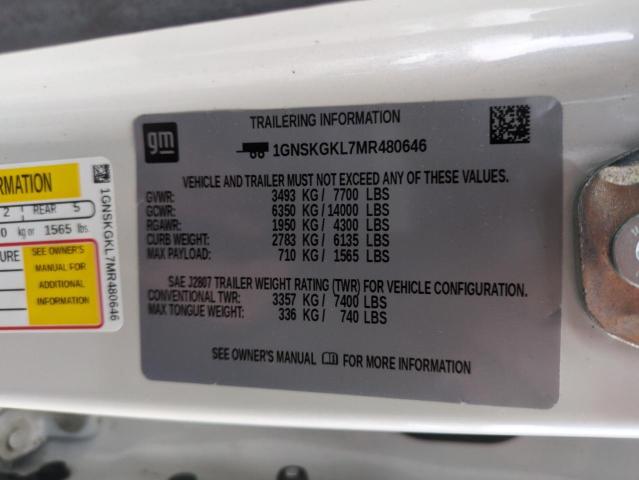 TRAILERING INFORMATION
gm
1GNSKGKL7MR480646
VEHICLE AND TRAILER MUST NOT EXCEED ANY OF THESE VALUES.
GVWR: 3493 KG / 7700 LBS
GCWR: 6350 KG / 14000 LBS
RGAWR: 1950 KG / 4300 LBS
CURB WEIGHT: 2783 KG / 6135 LBS
MAX PAYLOAD: 710 KG / 1565 LBS
SAE J2807 TRAILER WEIGHT RATING (TWR) FOR VEHICLE CONFIGURATION.
CONVENTIONAL TWR: 3357 KG / 7400 LBS
MAX TONGUE WEIGHT: 336 KG / 740 LBS
SEE OWNER'S MANUAL FOR MORE INFORMATION
RMATION
2 REAR 5
0 kg or 1565 lbs.
URE
SEE OWNER'S
MANUAL FOR
ADDITIONAL
INFORMATION
1GNSKGKL7MR480646